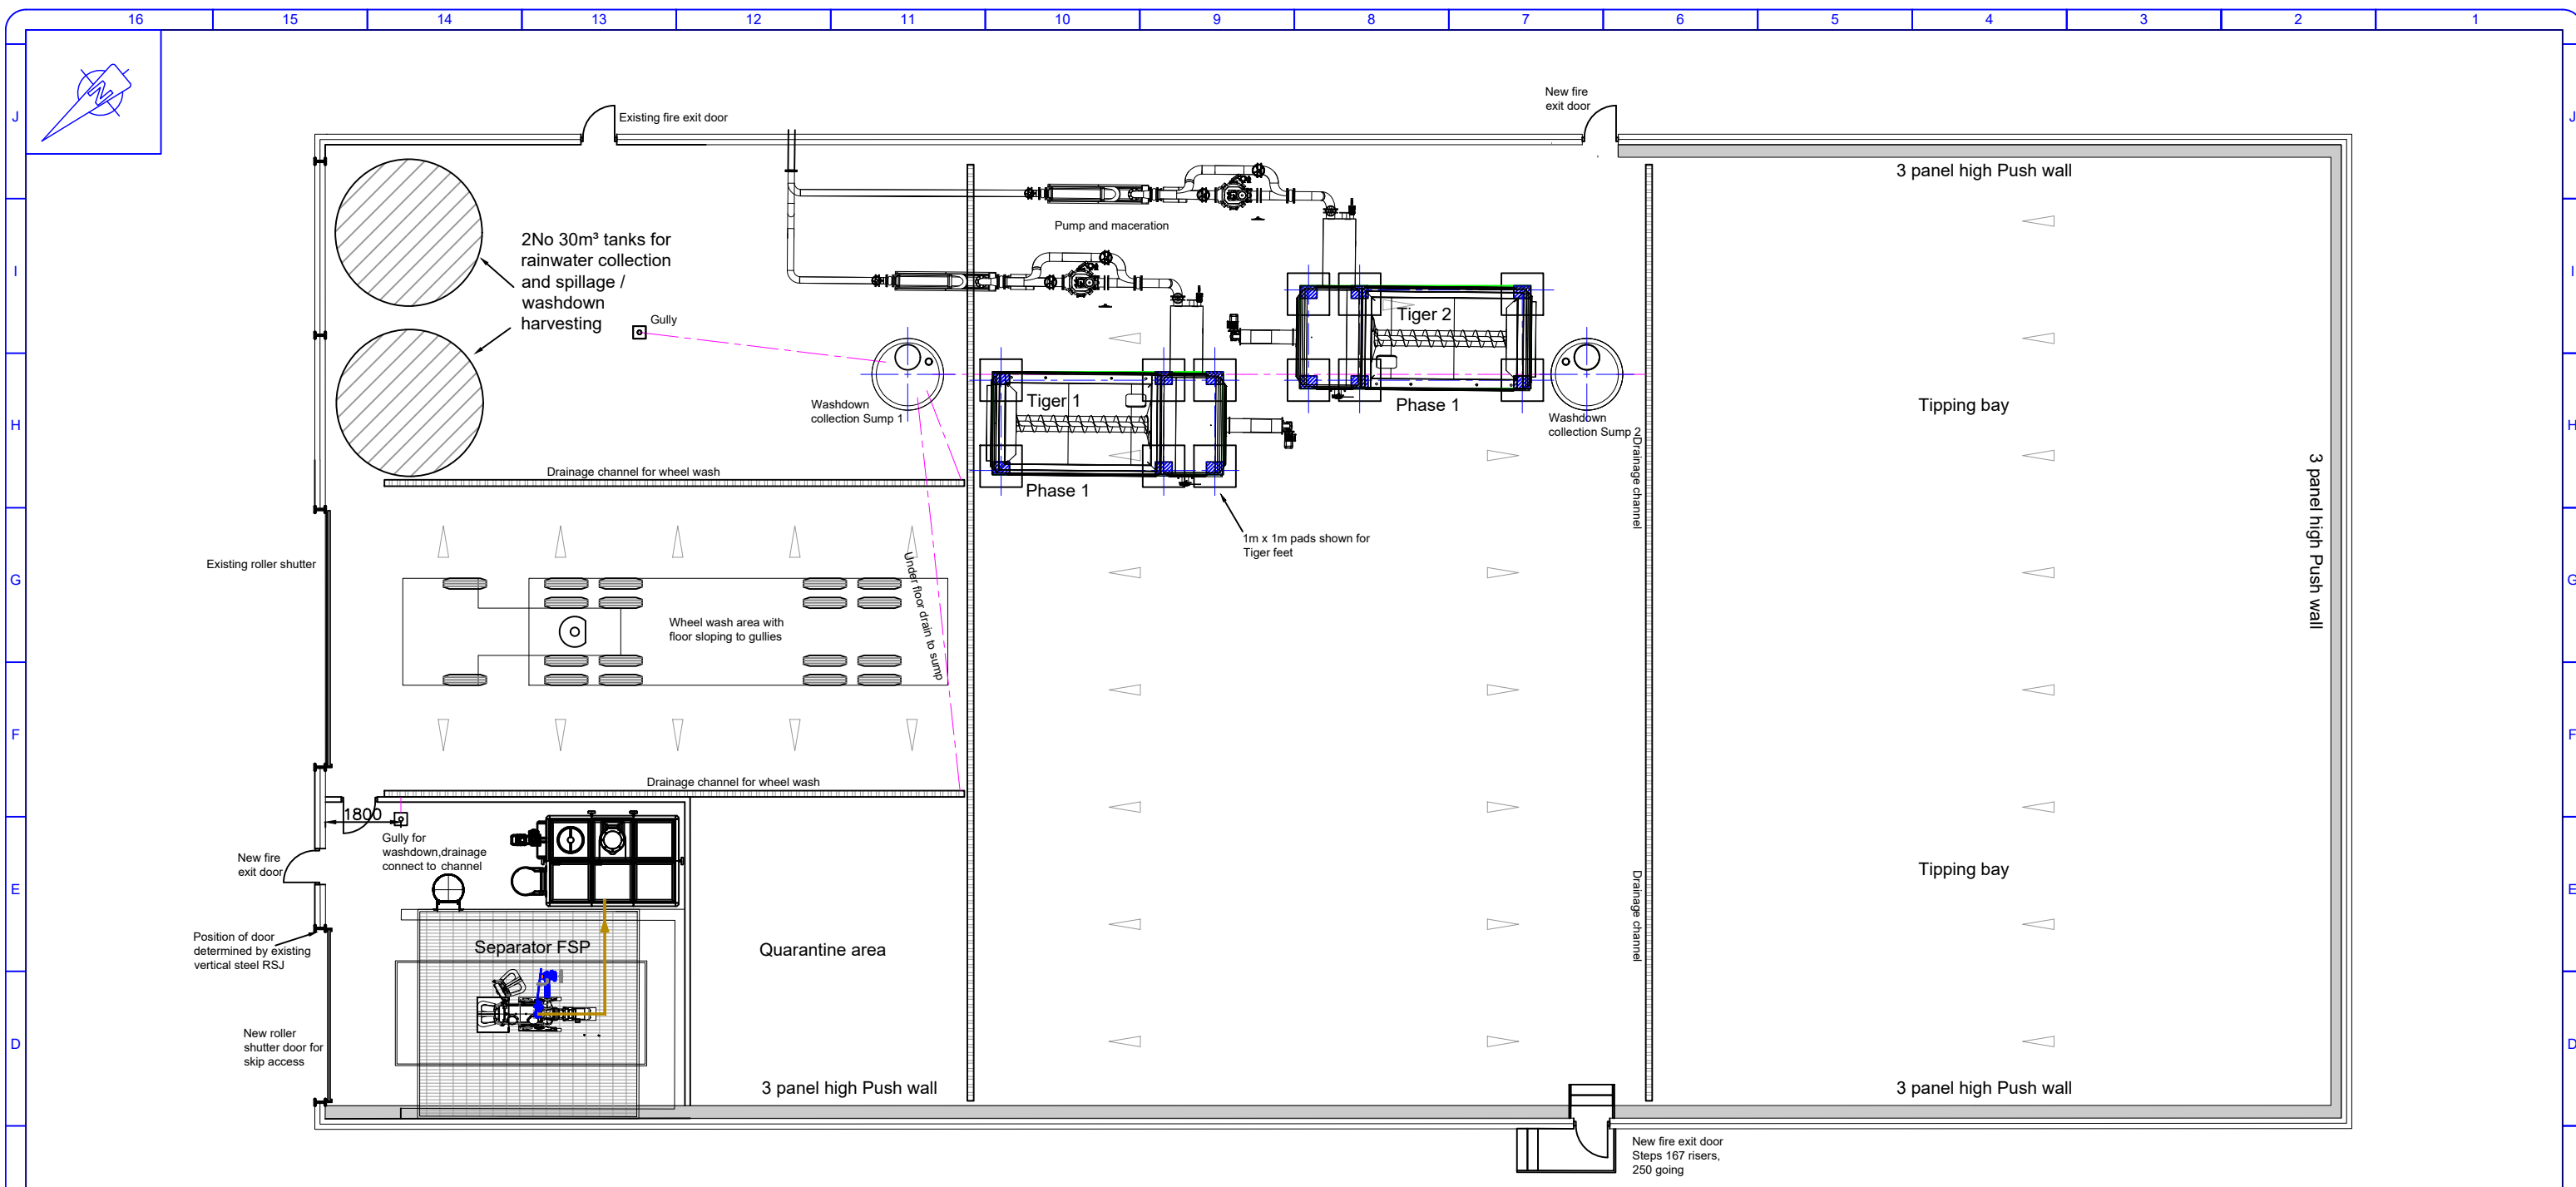 16 15 14 13 12 11 10 9 8 7 6 5 4 3 2 1
J
J
I
I
H
H
G
G
F
F
E
E
D
D
N
Existing fire exit door
New fire
exit door
3 panel high Push wall
2No 30m³ tanks for
rainwater collection
and spillage /
washdown
harvesting
Pump and maceration
Gully
Tiger 2
Phase 1
Washdown
collection Sump 1
Tiger 1
Phase 1
Washdown
collection Sump 2
Tipping bay
Drainage channel
3 panel high Push wall
Drainage channel for wheel wash
1m x 1m pads shown for
Tiger feet
Existing roller shutter
Under floor drain to sump
Wheel wash area with
floor sloping to gullies
Drainage channel for wheel wash
1800
Gully for
washdown,drainage
connect to channel
New fire
exit door
Tipping bay
Drainage channel
Position of door
determined by existing
vertical steel RSJ
Separator FSP
Quarantine area
New roller
shutter door for
skip access
3 panel high Push wall
3 panel high Push wall
New fire exit door
Steps 167 risers,
250 going